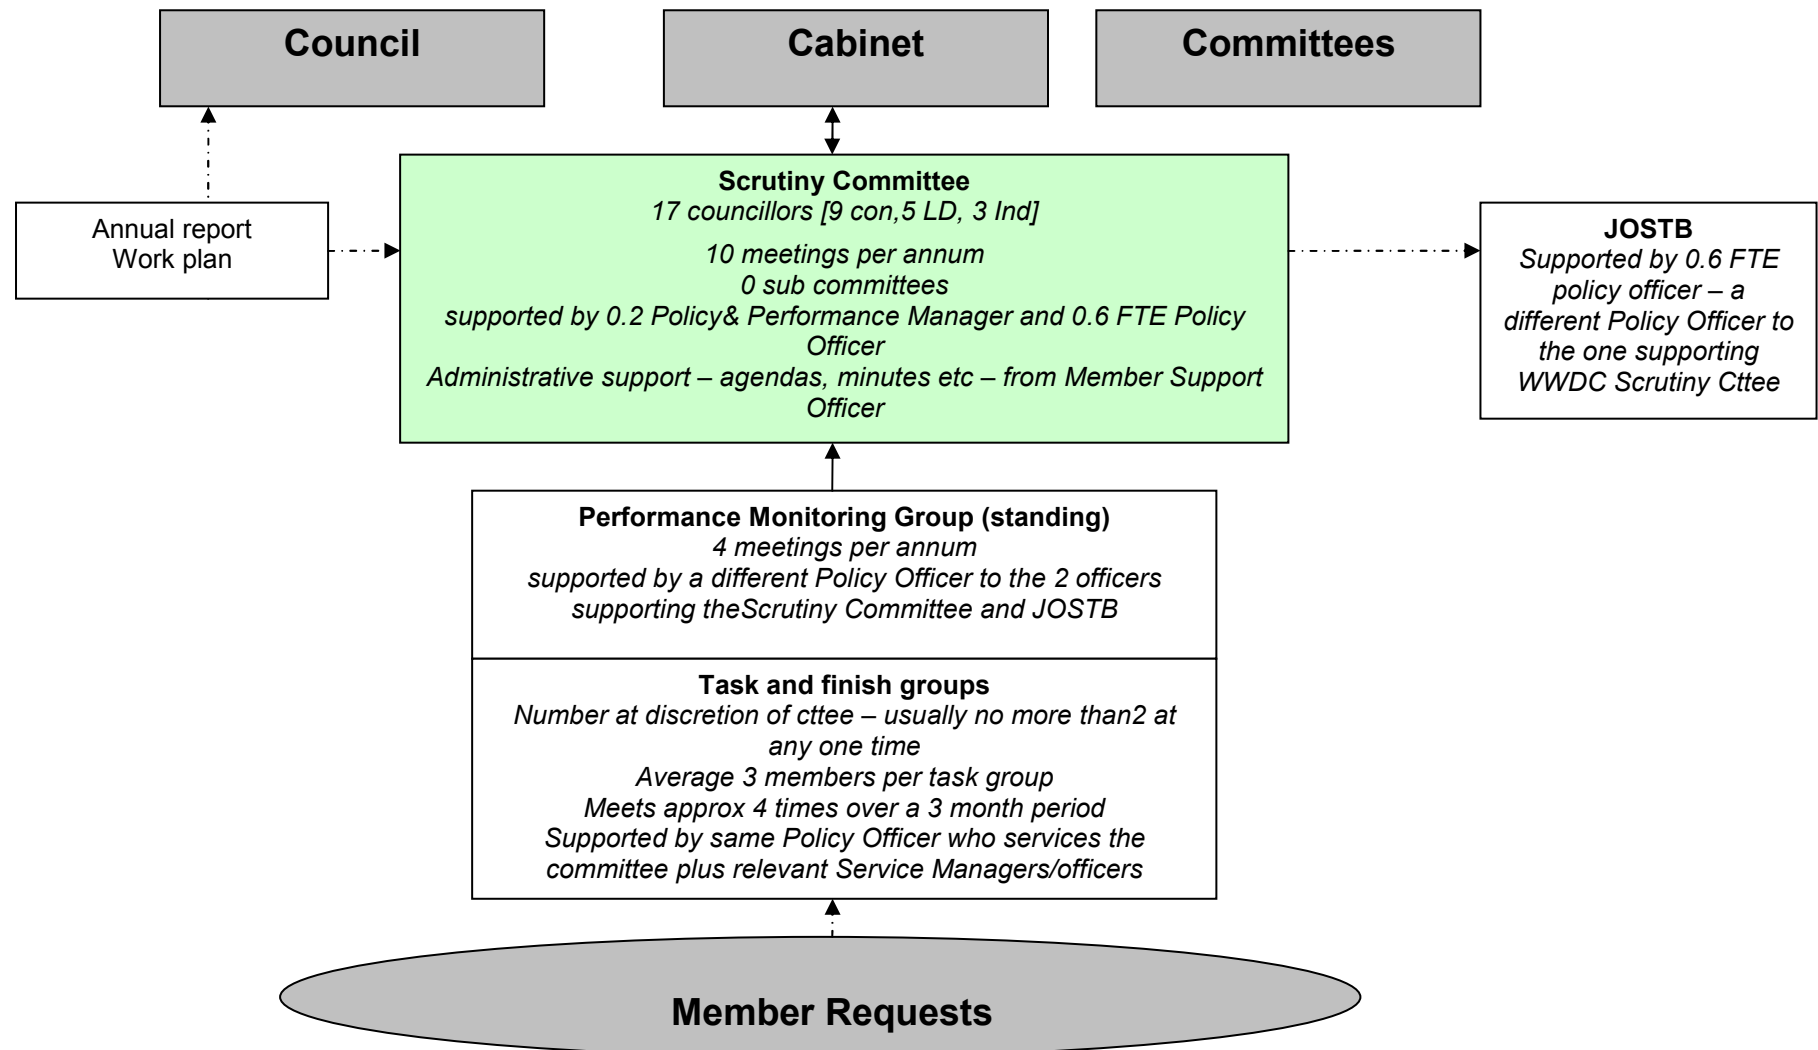 Council
Cabinet
Committees
Annual report
Work plan
Scrutiny Committee
17 councillors [9 con,5 LD, 3 Ind]
10 meetings per annum
0 sub committees
supported by 0.2 Policy& Performance Manager and 0.6 FTE Policy
Officer
Administrative support – agendas, minutes etc – from Member Support
Officer
JOSTB
Supported by 0.6 FTE
policy officer – a
different Policy Officer to
the one supporting
WWDC Scrutiny Cttee
Performance Monitoring Group (standing)
4 meetings per annum
supported by a different Policy Officer to the 2 officers
supporting theScrutiny Committee and JOSTB
Task and finish groups
Number at discretion of cttee – usually no more than2 at
any one time
Average 3 members per task group
Meets approx 4 times over a 3 month period
Supported by same Policy Officer who services the
committee plus relevant Service Managers/officers
Member Requests